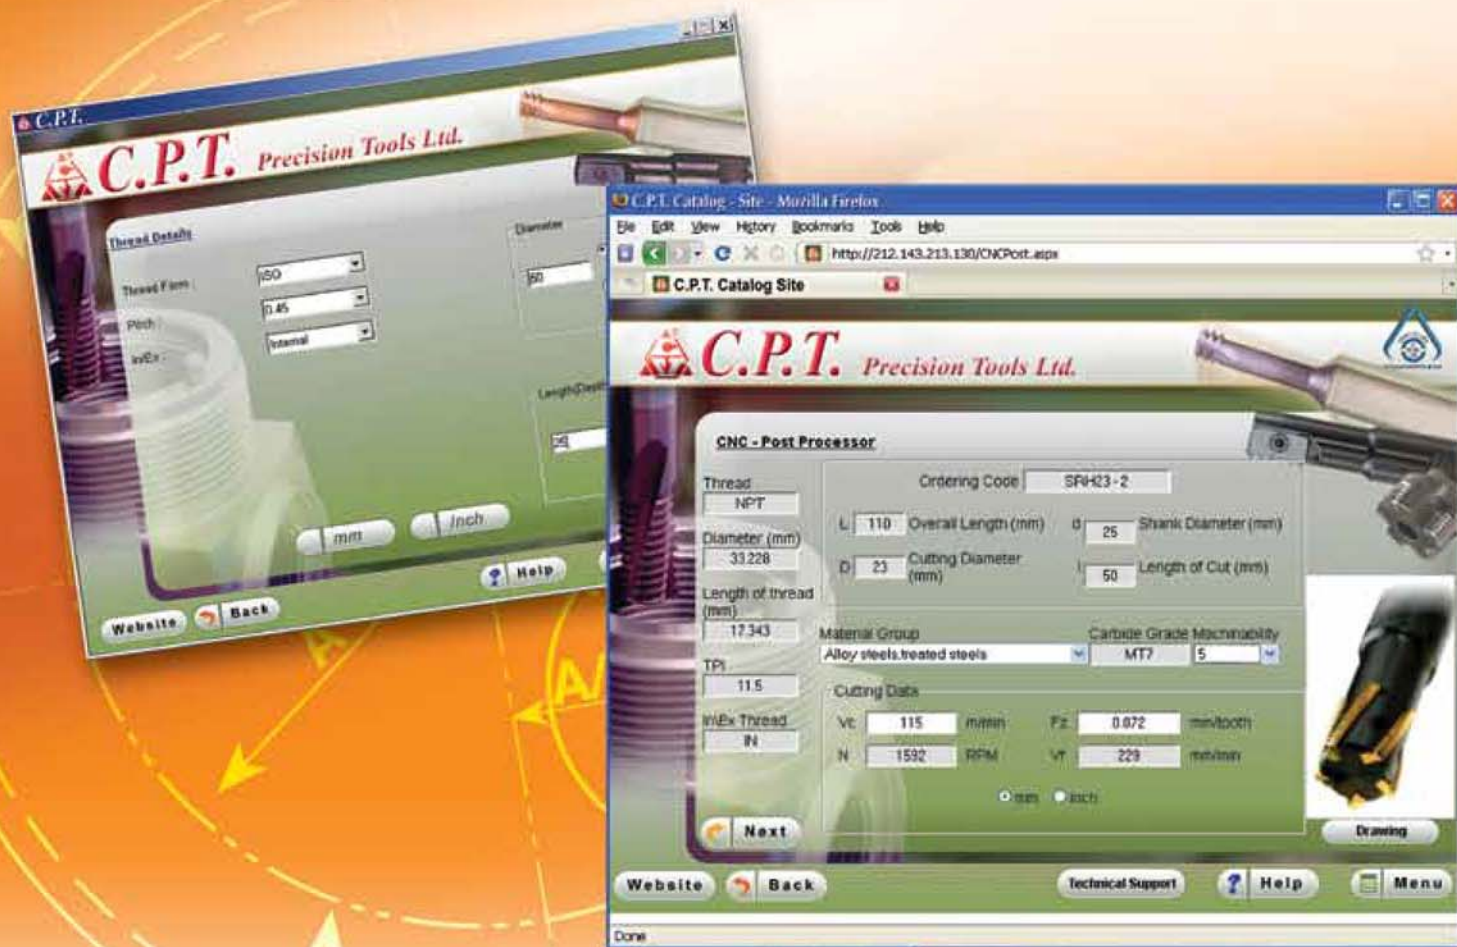 C.P.T.
C.P.T. Precision Tools Ltd.
Thread Details
Thread Form :
ISO
Pitch :
0.45
In/Ex :
Internal
Diameter
60
25
mm
Inch
Website
Back
Help
C.P.T. Catalog - Site - Mozilla Firefox
File Edit View History Bookmarks Tools Help
http://212.143.213.130/CNCPost.aspx
C.P.T. Catalog Site
C.P.T. Precision Tools Ltd.
CNC - Post Processor
Thread
NPT
Diameter (mm)
33.228
Length of thread
(mm)
17.343
TPI
11.5
In\Ex Thread
IN
Next
Ordering Code SRH23-2
L 110 Overall Length (mm) d 25 Shank Diameter (mm)
D 23 Cutting Diameter
(mm)
l 50 Length of Cut (mm)
Material Group Carbide Grade Machinability
Alloy steels,treated steels MT7 5
Cutting Data
Vc 115 m/min Fz 0.072 mm/tooth
N 1592 RPM Vf 229 mm/min
mm inch
Drawing
Website Back Technical Support Help Menu
Done
A
A/